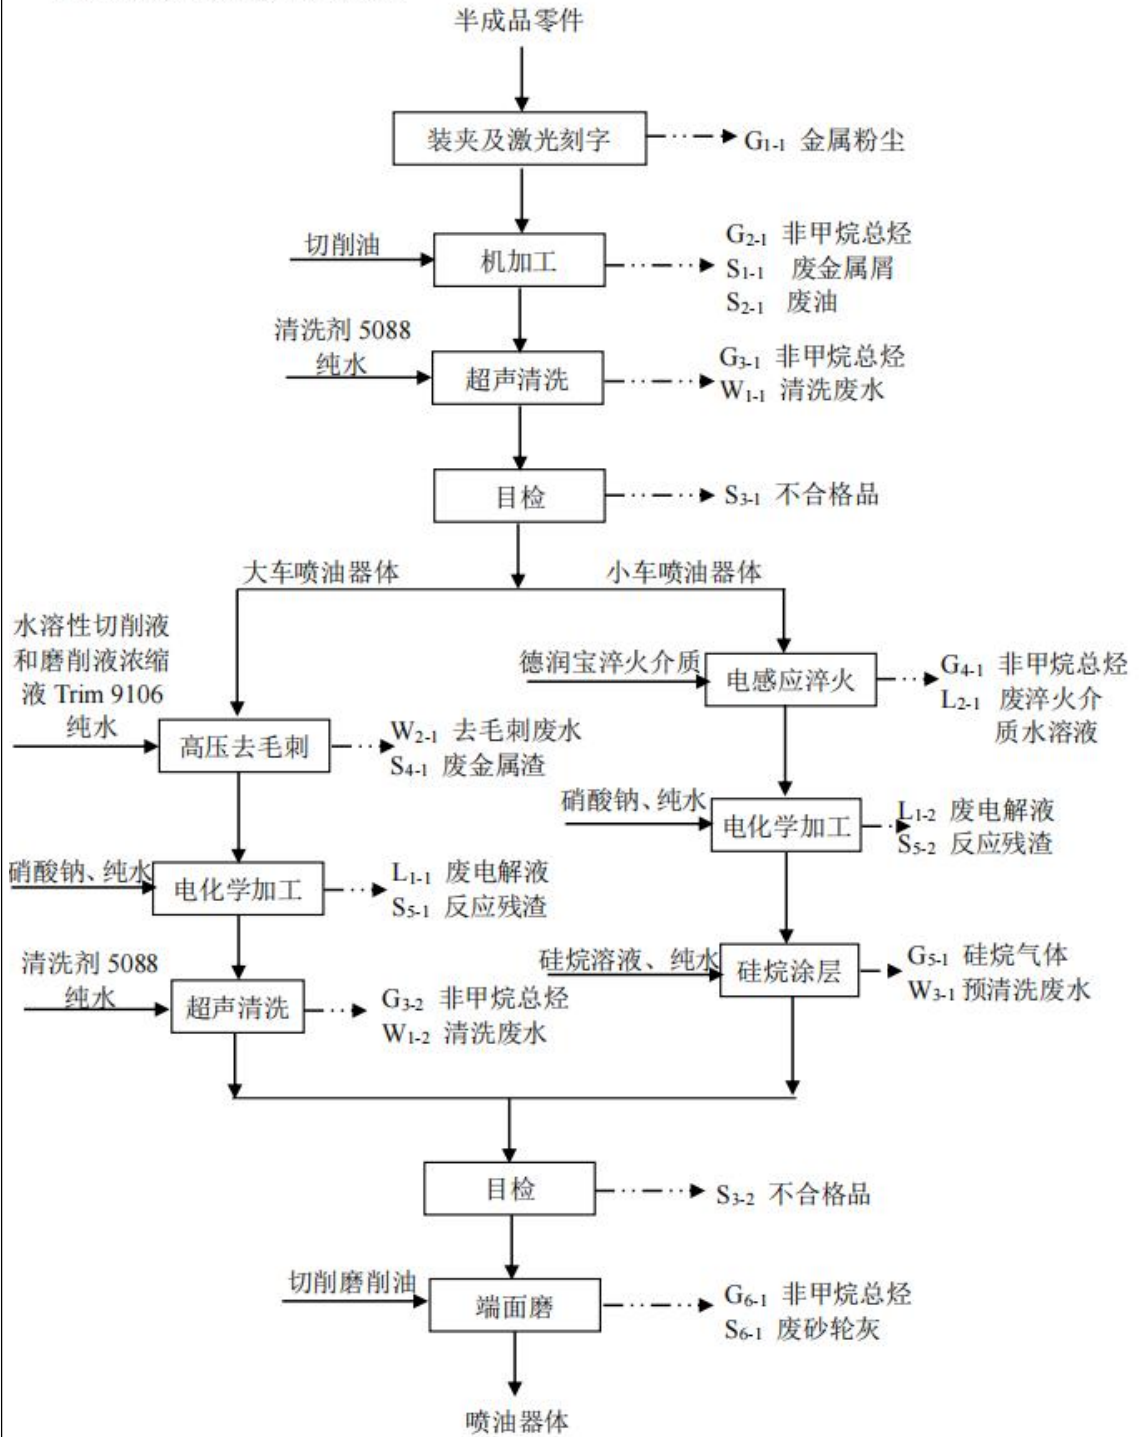 半成品零件
装夹及激光刻字
G1-1 金属粉尘
切削油
机加工
G2-1 非甲烷总烃
S1-1 废金属屑
S2-1 废油
清洗剂 5088
纯水
超声清洗
G3-1 非甲烷总烃
W1-1 清洗废水
目检
S3-1 不合格品
大车喷油器体
小车喷油器体
水溶性切削液
和磨削液浓缩
液 Trim 9106
纯水
高压去毛刺
W2-1 去毛刺废水
S4-1 废金属渣
德润宝淬火介质
电感应淬火
G4-1 非甲烷总烃
L2-1 废淬火介
质水溶液
硝酸钠、纯水
电化学加工
L1-2 废电解液
S5-2 反应残渣
硝酸钠、纯水
电化学加工
L1-1 废电解液
S5-1 反应残渣
清洗剂 5088
纯水
超声清洗
G3-2 非甲烷总烃
W1-2 清洗废水
硅烷溶液、纯水
硅烷涂层
G5-1 硅烷气体
W3-1 预清洗废水
目检
S3-2 不合格品
切削磨削油
端面磨
G6-1 非甲烷总烃
S6-1 废砂轮灰
喷油器体